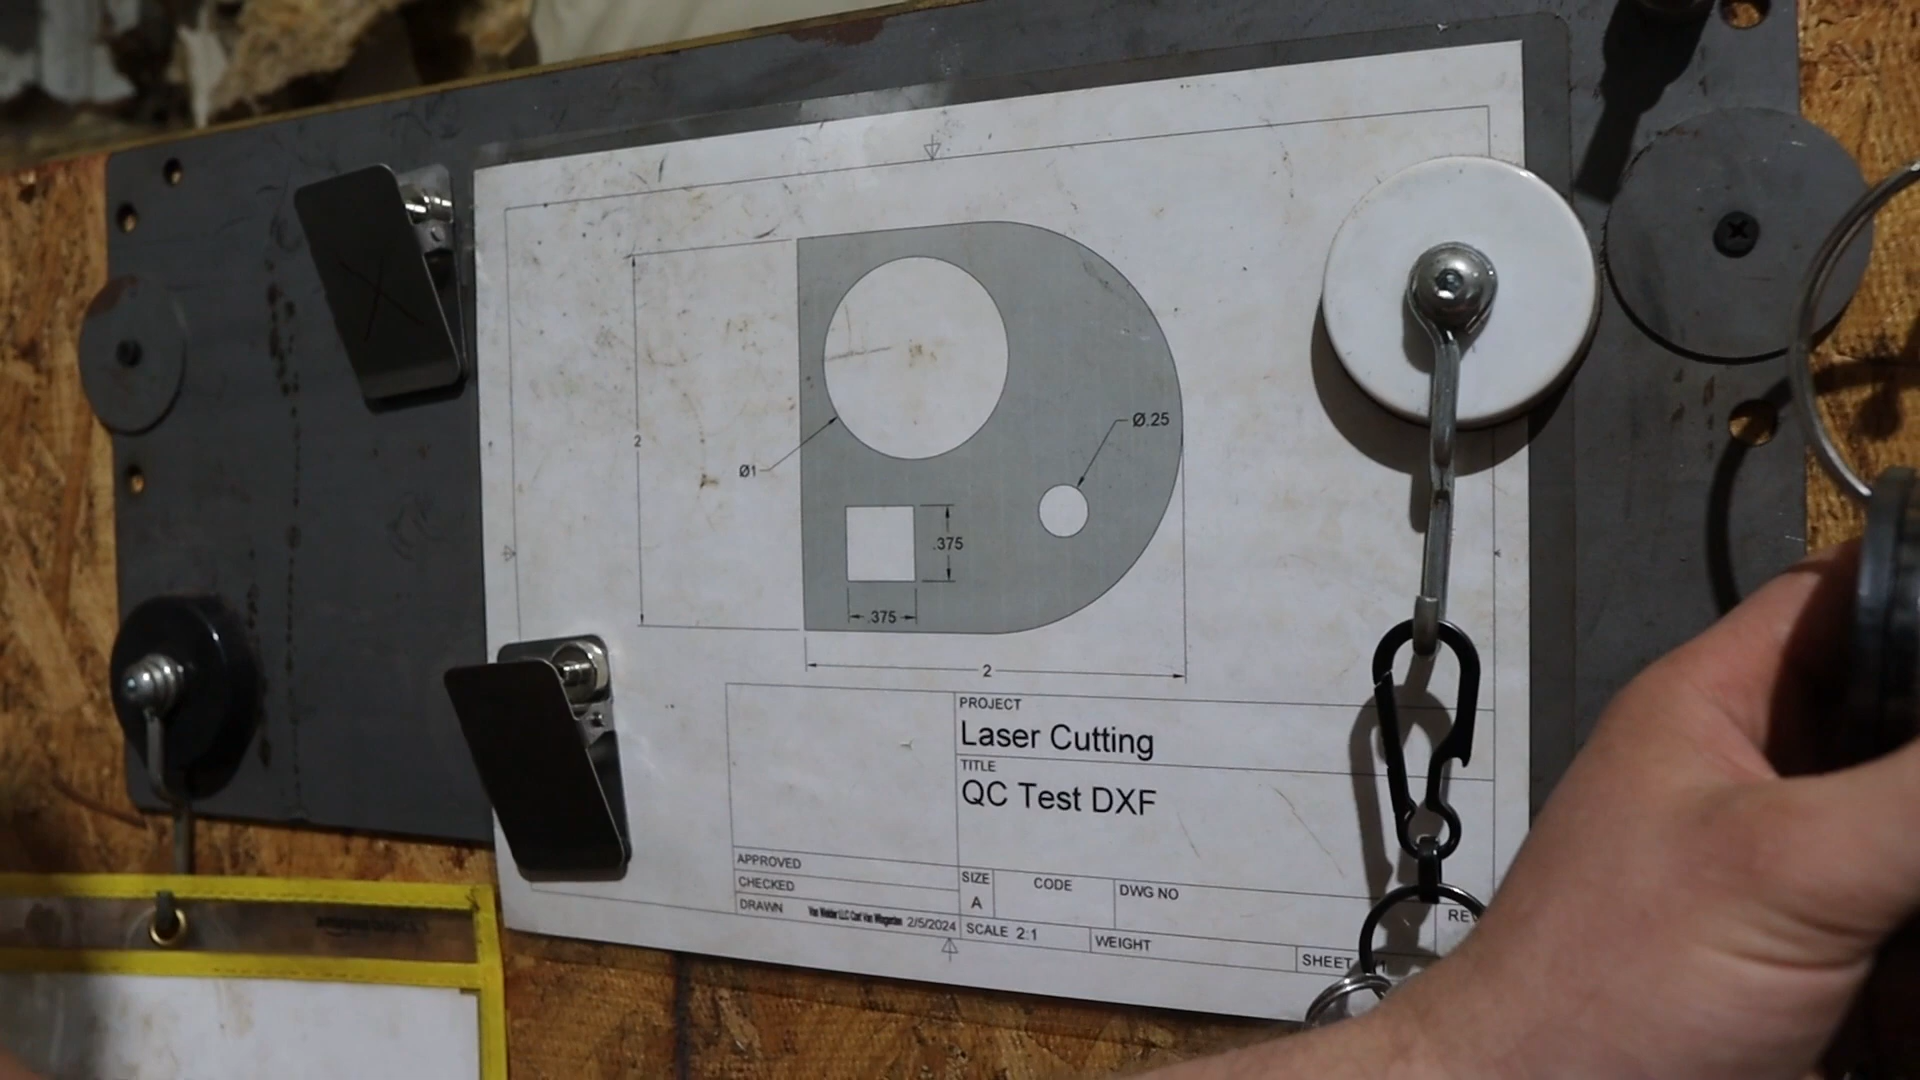 2
Ø1
Ø.25
.375
.375
2
PROJECT
Laser Cutting
TITLE
QC Test DXF
APPROVED
CHECKED
DRAWN
2/5/2024
SIZE
A
CODE
DWG NO
SCALE 2:1
WEIGHT
SHEET